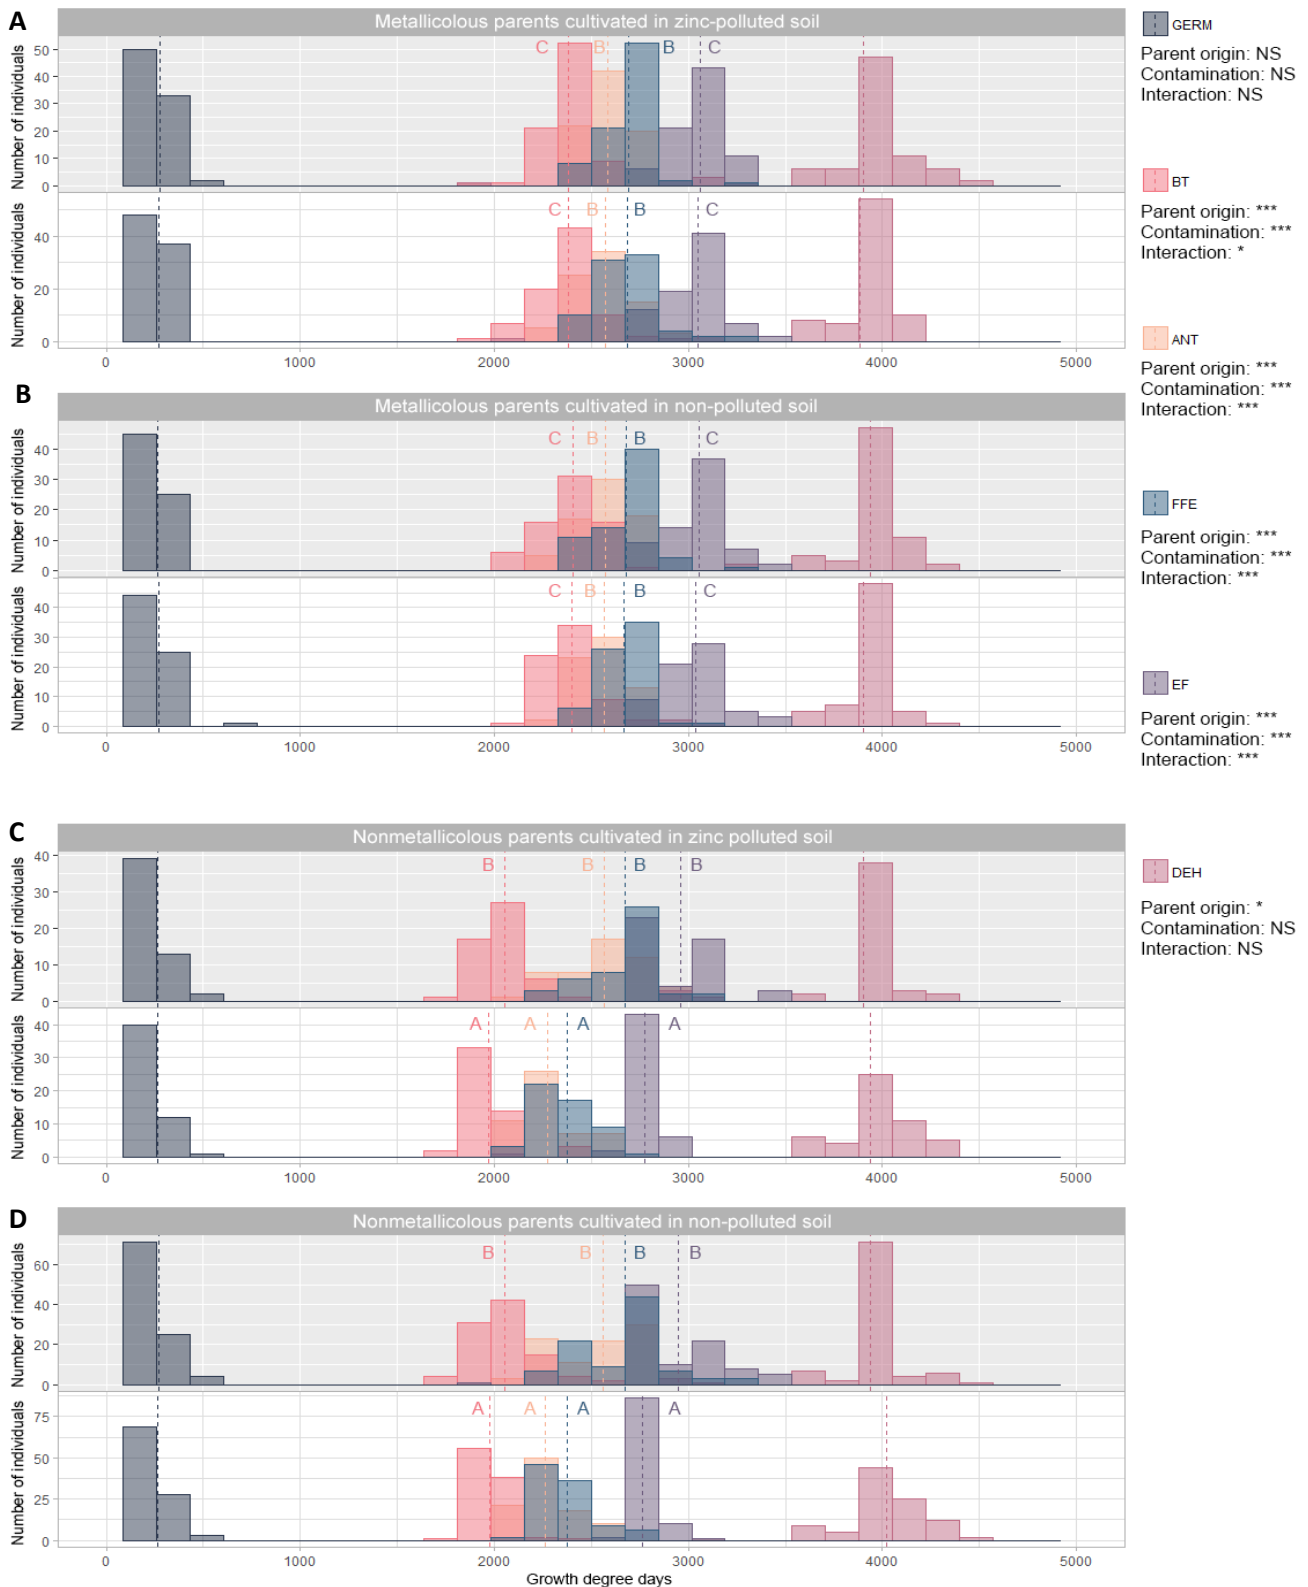 A
Metallicolous parents cultivated in zinc-polluted soil
Number of individuals
50
40
30
20
10
0
C
B
B
C
Number of individuals
40
20
0
C
B
B
C
0
1000
2000
3000
4000
5000
B
Metallicolous parents cultivated in non-polluted soil
Number of individuals
40
30
20
10
0
C
B
B
C
Number of individuals
40
30
20
10
0
C
B
B
C
0
1000
2000
3000
4000
5000
C
Nonmetallicolous parents cultivated in zinc polluted soil
Number of individuals
40
30
20
10
0
B
B
B
B
Number of individuals
40
30
20
10
0
A
A
A
A
0
1000
2000
3000
4000
5000
D
Nonmetallicolous parents cultivated in non-polluted soil
Number of individuals
60
40
20
0
B
B
B
B
Number of individuals
75
50
25
0
A
A
A
A
0
1000
2000
3000
4000
5000
Growth degree days
GERM
Parent origin: NS
Contamination: NS
Interaction: NS
BT
Parent origin: ***
Contamination: ***
Interaction: *
ANT
Parent origin: ***
Contamination: ***
Interaction: ***
FFE
Parent origin: ***
Contamination: ***
Interaction: ***
EF
Parent origin: ***
Contamination: ***
Interaction: ***
DEH
Parent origin: *
Contamination: NS
Interaction: NS